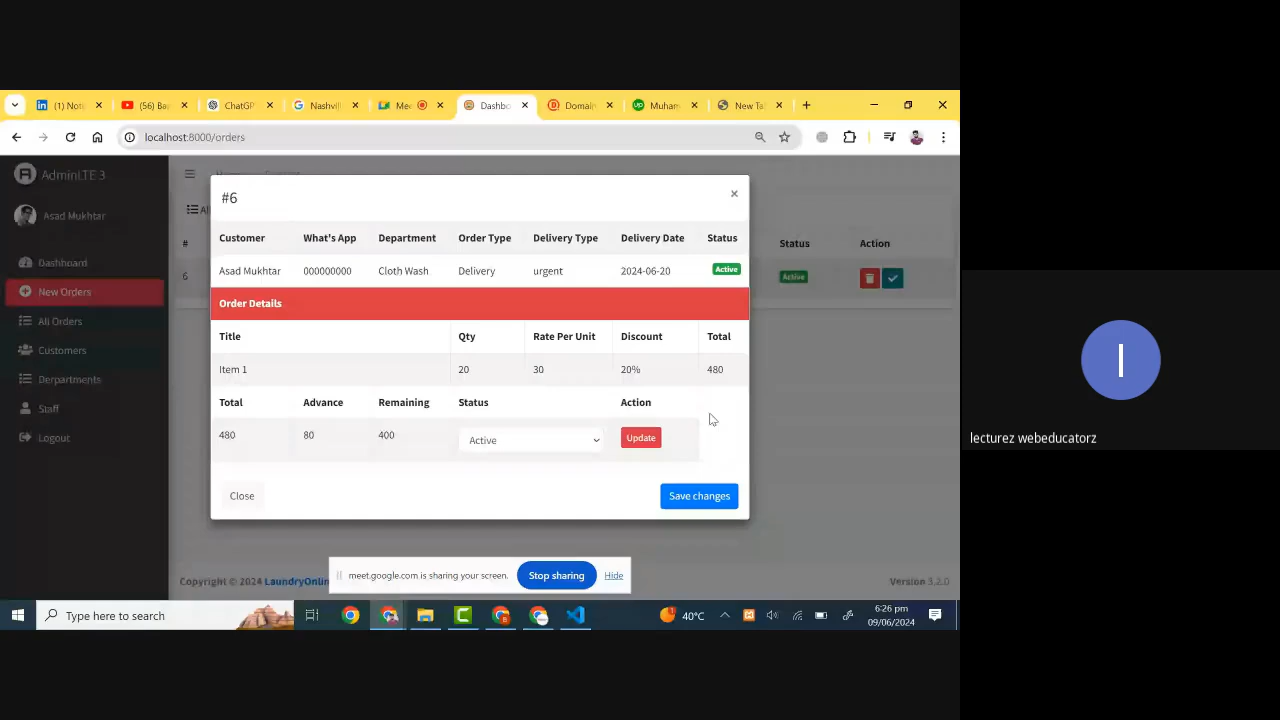 (1) Not
(56) Ba
ChatGP
Nashvill
Mee
Dashbo
Domain
Muham
New Ta
localhost:8000/orders
AdminLTE 3
Asad Mukhtar
Dashboard
New Orders
All Orders
Customers
Derpartments
Staff
Logout
#
6
Status
Action
Active
#6
×
Customer What's App Department Order Type Delivery Type Delivery Date Status
Asad Mukhtar 000000000 Cloth Wash Delivery urgent 2024-06-20 Active
Order Details
Title Qty Rate Per Unit Discount Total
Item 1 20 30 20% 480
Total Advance Remaining Status Action
480 80 400 Active Update
Close Save changes
Copyright © 2024 LaundryOnlin
Version 3.2.0
meet.google.com is sharing your screen. Stop sharing Hide
Type here to search
40°C
6:26 pm
09/06/2024
I
lecturez webeducatorz